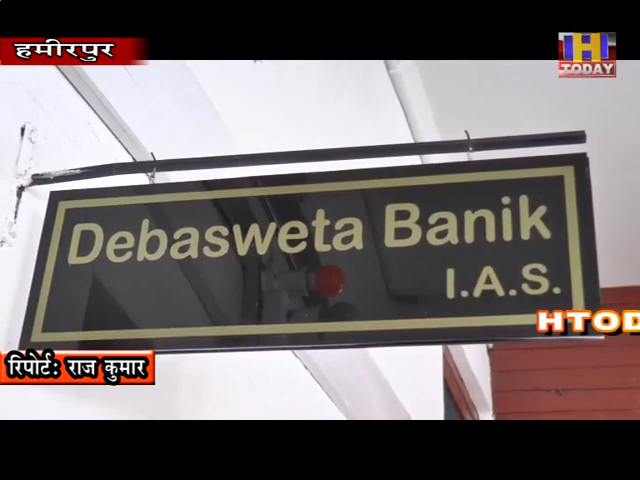 हमीरपुर
H
TODAY
Debasweta Banik
I.A.S.
HTOD
रिपोर्ट: राज कुमार